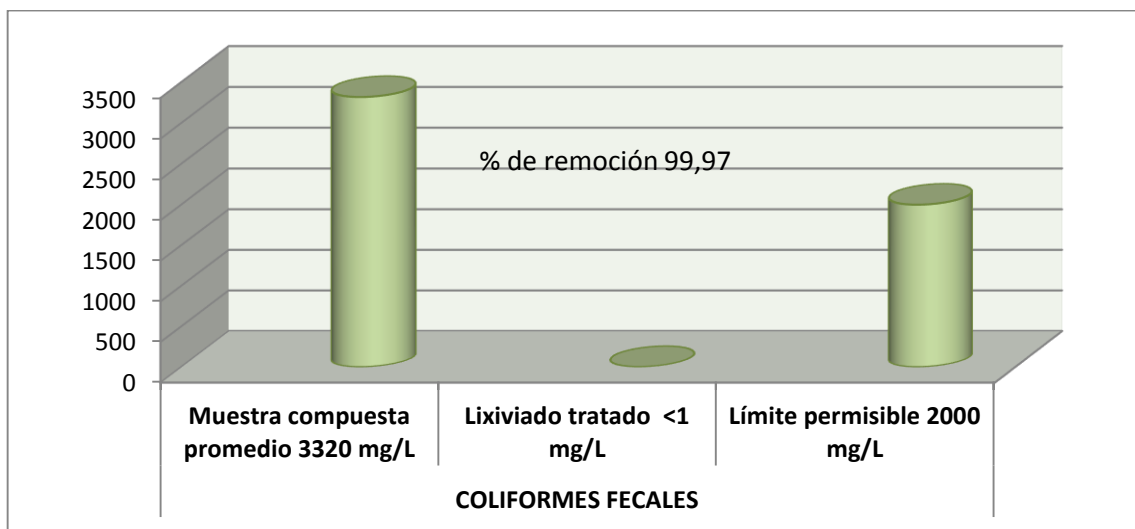 3500
3000
2500
2000
1500
1000
500
0
% de remoción 99,97
Muestra compuesta
promedio 3320 mg/L
Lixiviado tratado <1
mg/L
Límite permisible 2000
mg/L
COLIFORMES FECALES